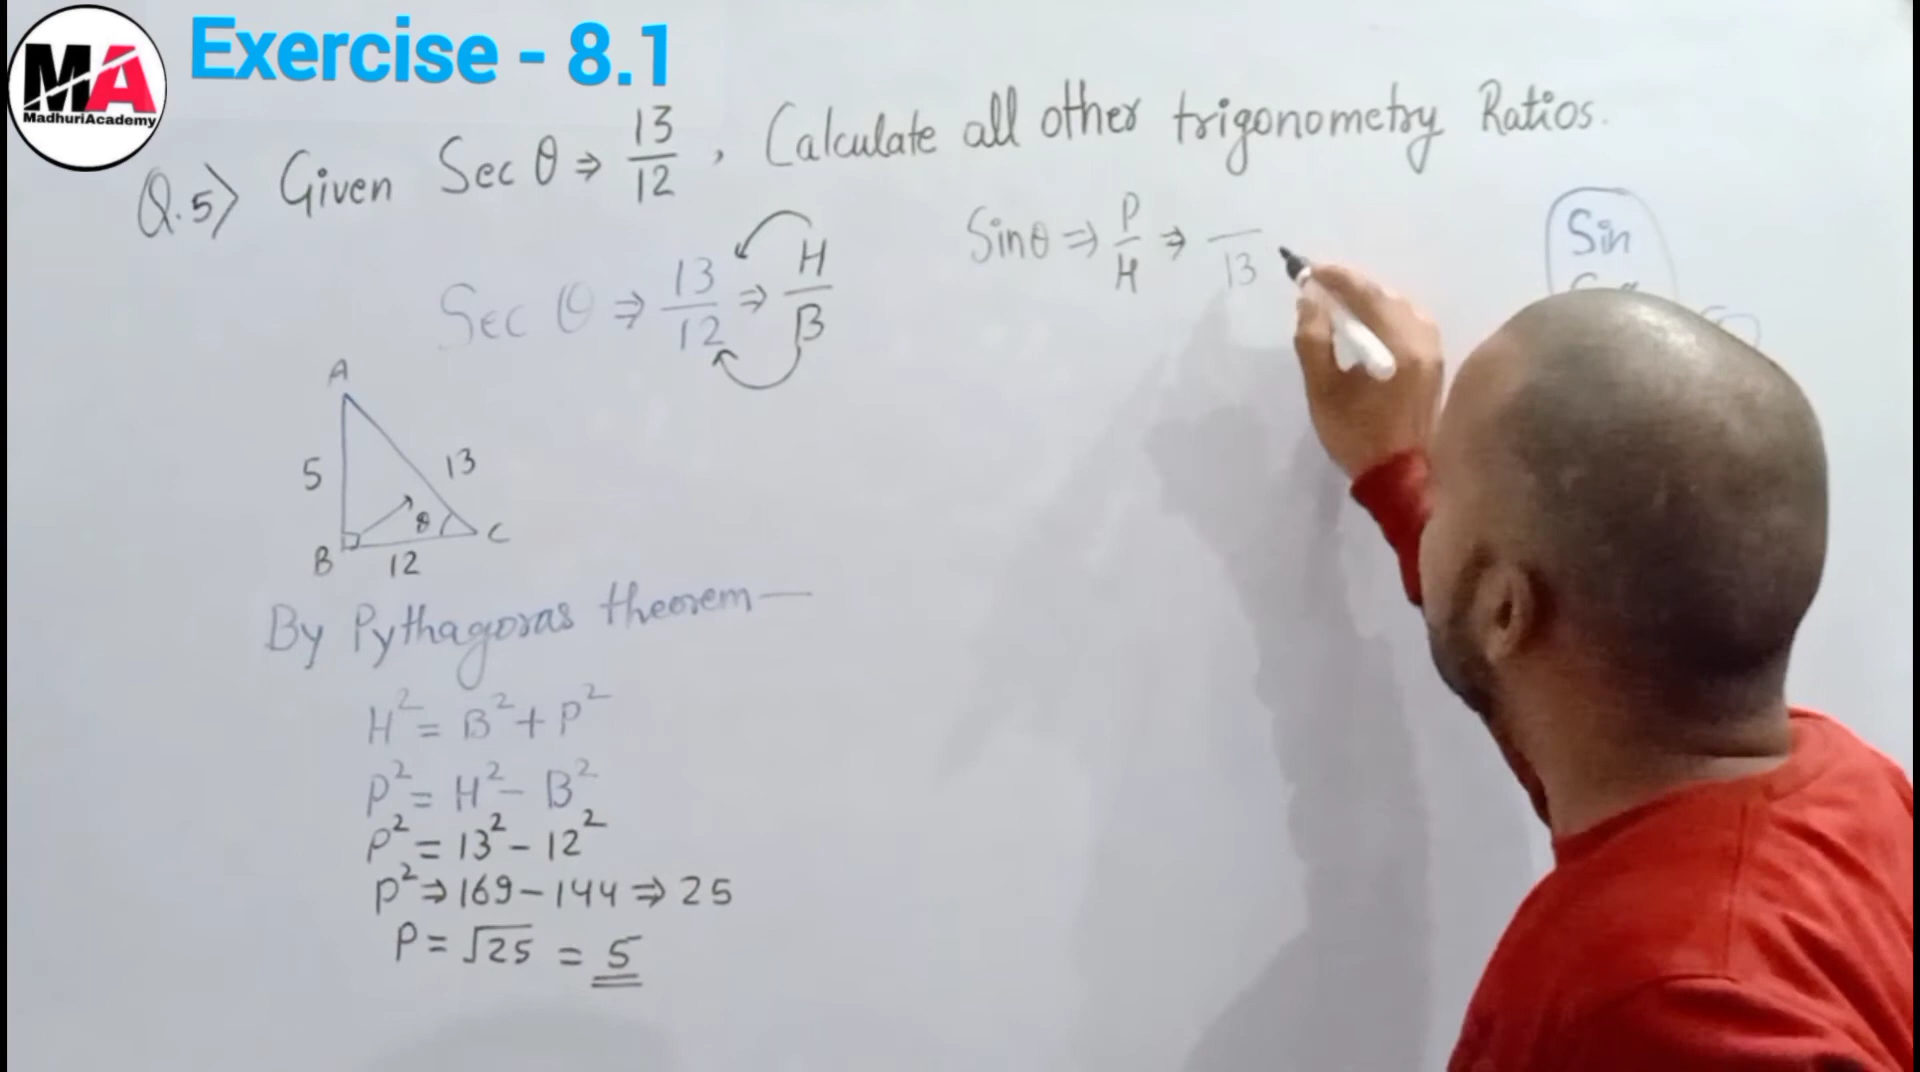 MA
MadhuriAcademy
Exercise - 8.1
Q.5) Given Sec θ ⇒ 13/12, Calculate all other trigonometry Ratios.
Sec θ ⇒ 13/12 ⇒ H/B
Sinθ ⇒ P/H ⇒ /13
Sin
A
5
13
θ
B
12
C
By Pythagoras theorem—
H² = B² + P²
P² = H² - B²
P² = 13² - 12²
P² ⇒ 169 - 144 ⇒ 25
P = √25 = 5